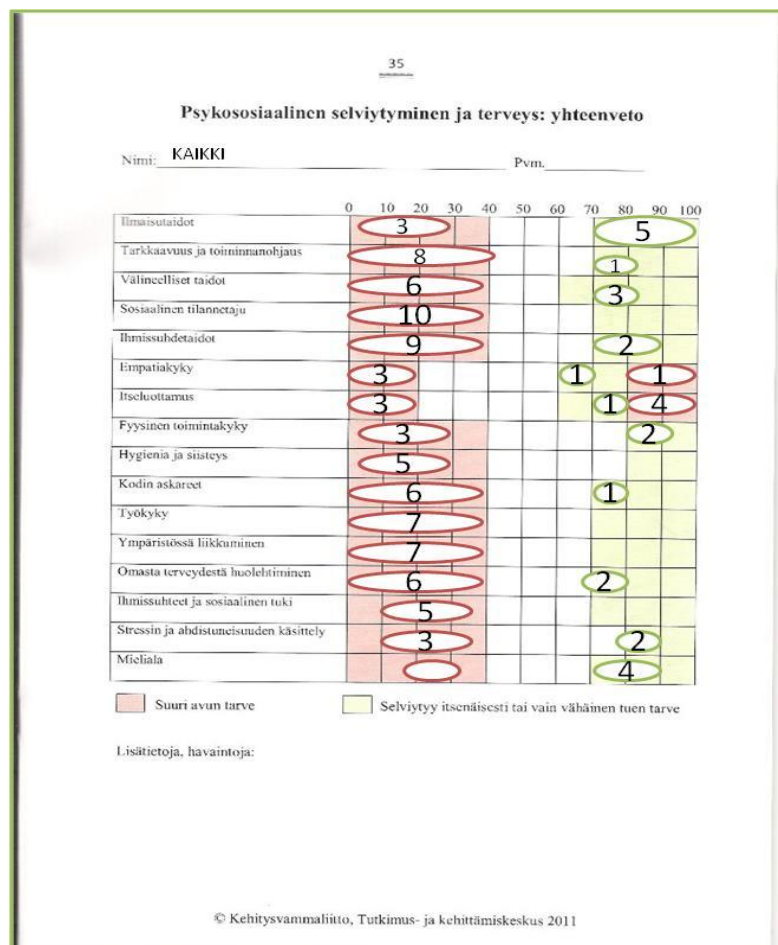 35
Psykososiaalinen selviytyminen ja terveys: yhteenveto
Nimi: KAIKKI Pvm.
0 10 20 30 40 50 60 70 80 90 100
Ilmaisutaidot 3 5
Tarkkaavuus ja toiminnanohjaus 8 1
Välineelliset taidot 6 3
Sosiaalinen tilannetaju 10
Ihmissuhdetaidot 9 2
Empatiakyky 3 1 1
Itseluottamus 3 1 4
Fyysinen toimintakyky 3 2
Hygienia ja siisteys 5
Kodin askareet 6 1
Työkyky 7
Ympäristössä liikkuminen 7
Omasta terveydestä huolehtiminen 6 2
Ihmissuhteet ja sosiaalinen tuki 5
Stressin ja ahdistuneisuuden käsittely 3 2
Mieliala 4
Suuri avun tarve Selviytyy itsenäisesti tai vain vähäinen tuen tarve
Lisätietoja, havaintoja:
© Kehitysvammaliitto, Tutkimus- ja kehittämiskeskus 2011